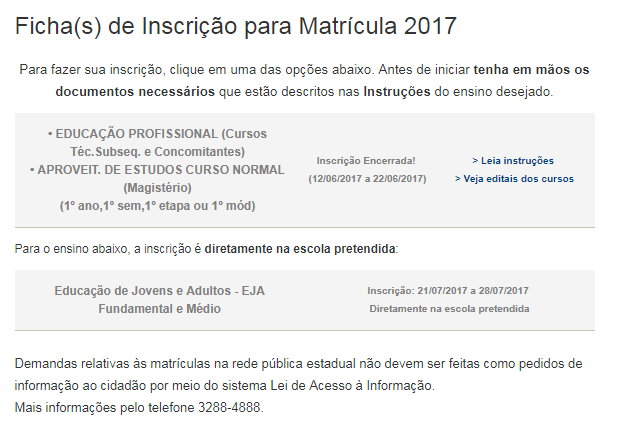 Ficha(s) de Inscrição para Matrícula 2017
Para fazer sua inscrição, clique em uma das opções abaixo. Antes de iniciar tenha em mãos os
documentos necessários que estão descritos nas Instruções do ensino desejado.
• EDUCAÇÃO PROFISSIONAL (Cursos
Téc.Subseq. e Concomitantes)
• APROVEIT. DE ESTUDOS CURSO NORMAL
(Magistério)
(1º ano,1º sem,1º etapa ou 1º mód)
Inscrição Encerrada!
(12/06/2017 a 22/06/2017)
> Leia instruções
> Veja editais dos cursos
Para o ensino abaixo, a inscrição é diretamente na escola pretendida:
Educação de Jovens e Adultos - EJA
Fundamental e Médio
Inscrição: 21/07/2017 a 28/07/2017
Diretamente na escola pretendida
Demandas relativas às matrículas na rede pública estadual não devem ser feitas como pedidos de
informação ao cidadão por meio do sistema Lei de Acesso à Informação.
Mais informações pelo telefone 3288-4888.